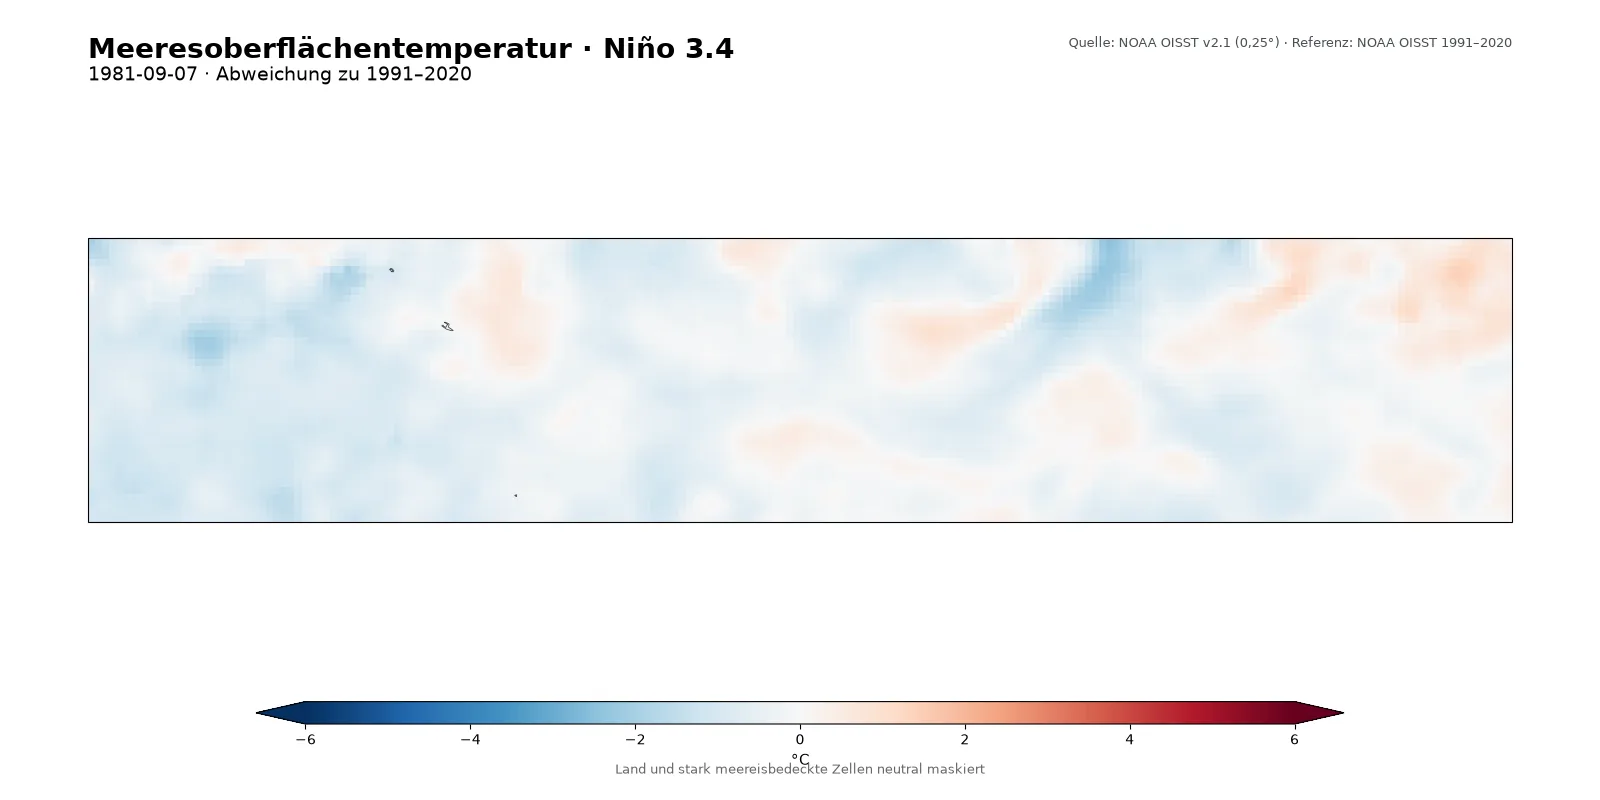 Meeresoberflächentemperatur · Niño 3.4
1981-09-07 · Abweichung zu 1991–2020
Quelle: NOAA OISST v2.1 (0,25°) · Referenz: NOAA OISST 1991–2020
−6 −4 −2 0 2 4 6
°C
Land und stark meereisbedeckte Zellen neutral maskiert